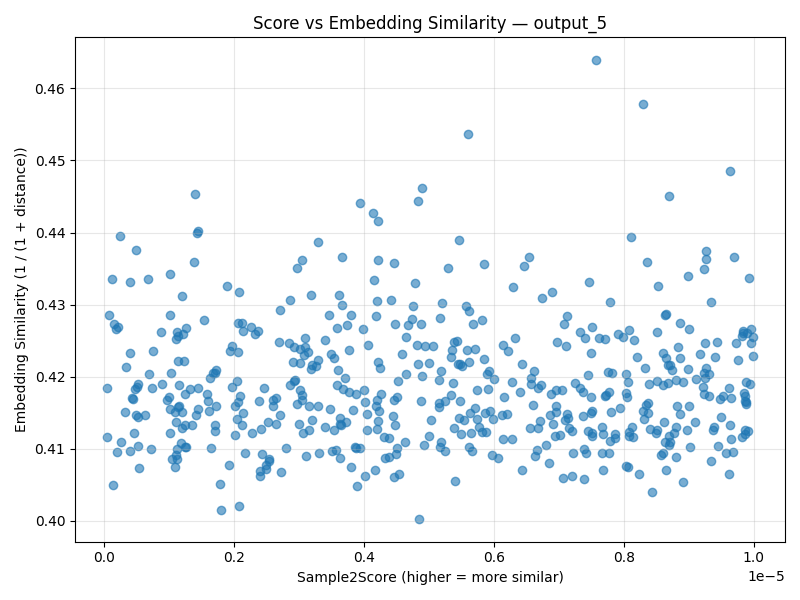 Score vs Embedding Similarity — output_5
Embedding Similarity (1 / (1 + distance))
0.46
0.45
0.44
0.43
0.42
0.41
0.40
0.0 0.2 0.4 0.6 0.8 1.0
1e−5
Sample2Score (higher = more similar)